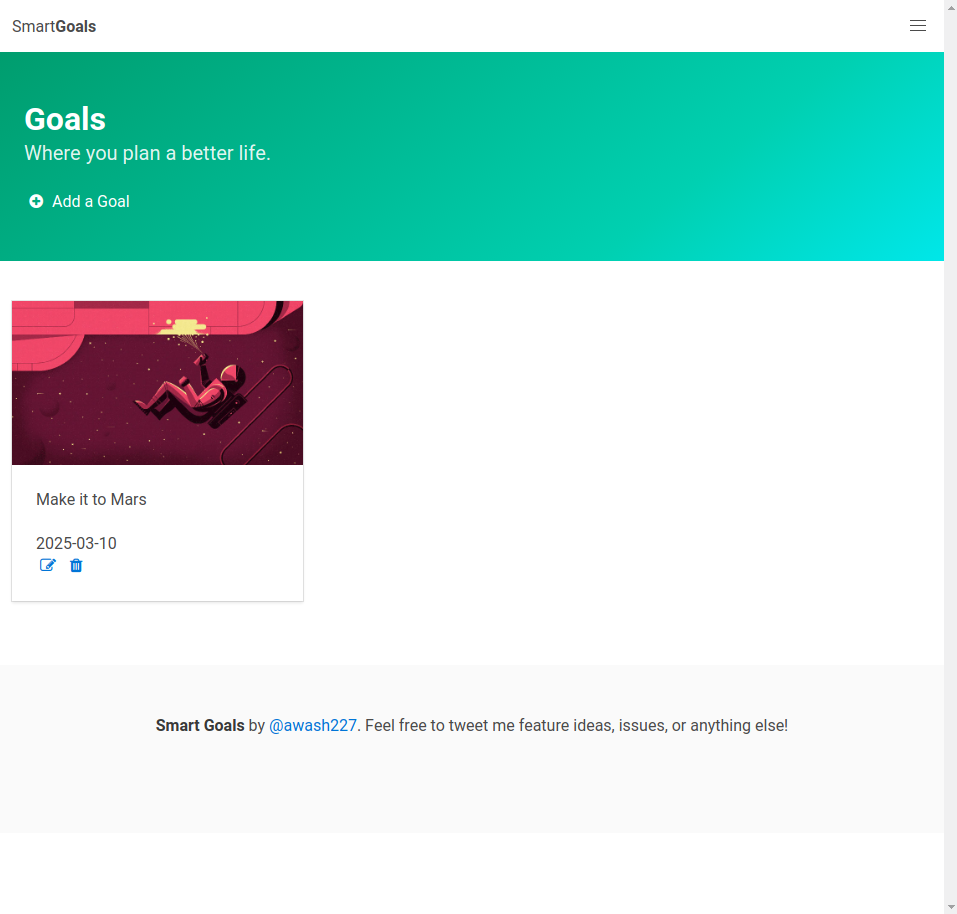 SmartGoals
Goals
Where you plan a better life.
Add a Goal
Make it to Mars
2025-03-10
Smart Goals by @awash227. Feel free to tweet me feature ideas, issues, or anything else!